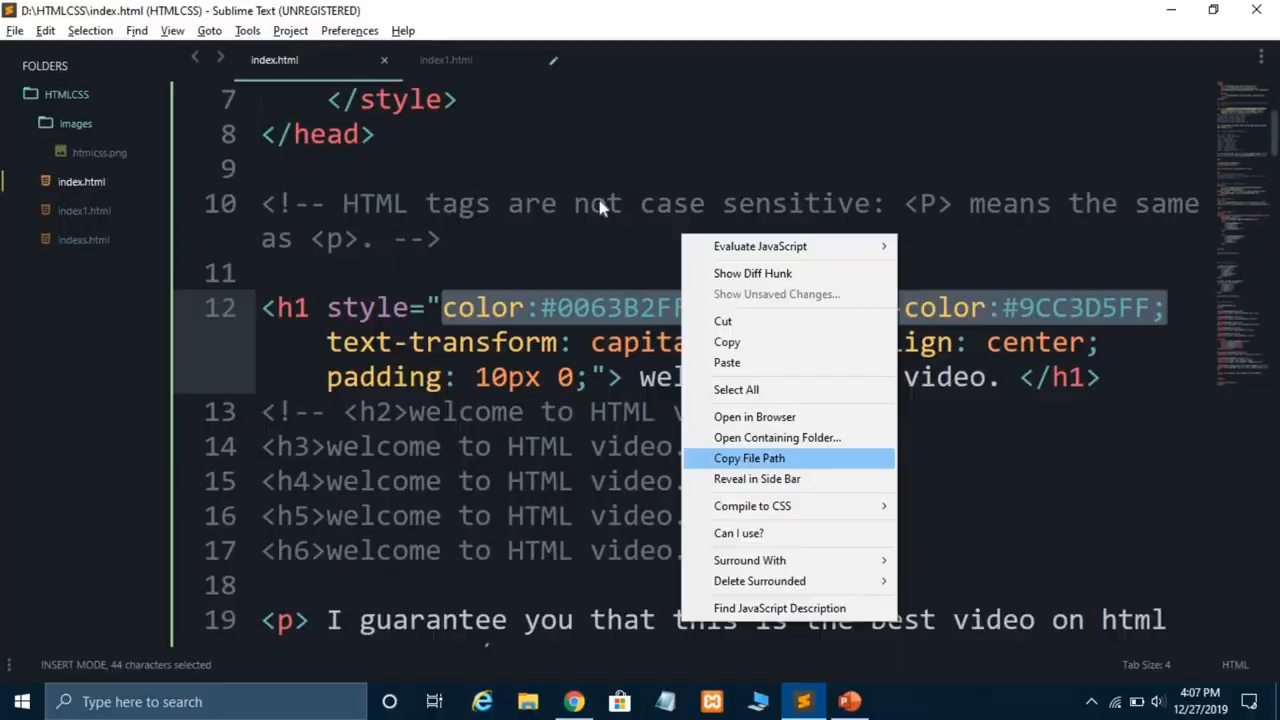 D:\HTMLCSS\index.html (HTMLCSS) - Sublime Text (UNREGISTERED)
File Edit Selection Find View Goto Tools Project Preferences Help
FOLDERS
HTMLCSS
images
htmlcss.png
index.html
index1.html
indexs.html
index.html
index1.html
7 </style>
8 </head>
9
10 <!-- HTML tags are not case sensitive: <P> means the same
as <p>. -->
11
12 <h1 style="color:#0063B2FF color:#9CC3D5FF;
text-transform: capita ign: center;
padding: 10px 0;"> wel video. </h1>
13 <!-- <h2>welcome to HTML v
14 <h3>welcome to HTML video.
15 <h4>welcome to HTML video.
16 <h5>welcome to HTML video.
17 <h6>welcome to HTML video.
18
19 <p> I guarantee you that this is the best video on html
Evaluate JavaScript
Show Diff Hunk
Show Unsaved Changes...
Cut
Copy
Paste
Select All
Open in Browser
Open Containing Folder...
Copy File Path
Reveal in Side Bar
Compile to CSS
Can I use?
Surround With
Delete Surrounded
Find JavaScript Description
INSERT MODE, 44 characters selected
Tab Size: 4
HTML
Type here to search
4:07 PM
12/27/2019